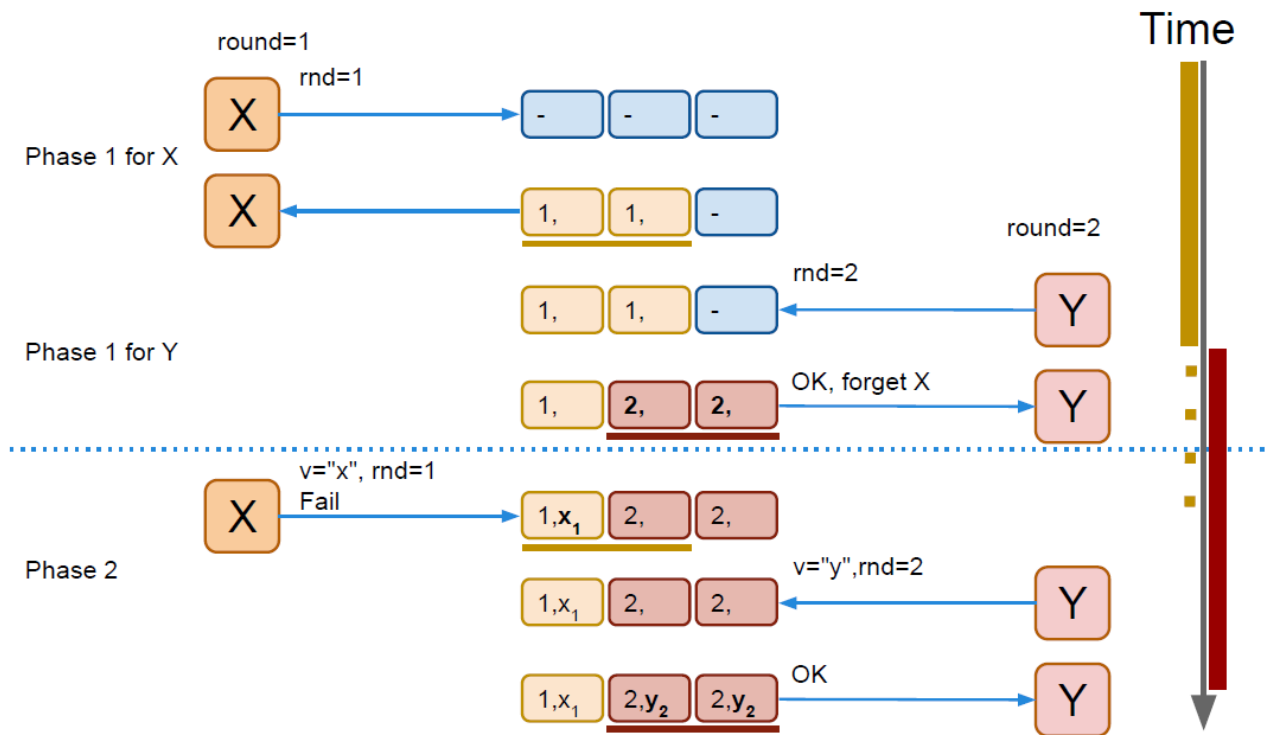 Time
round=1
rnd=1
X
- - -
Phase 1 for X
X
1, 1, -
round=2
rnd=2
1, 1, -
Y
Phase 1 for Y
OK, forget X
1, 2, 2,
Y
v="x", rnd=1
Fail
X
1,x₁ 2, 2,
Phase 2
v="y",rnd=2
1,x₁ 2, 2,
Y
OK
1,x₁ 2,y₂ 2,y₂
Y